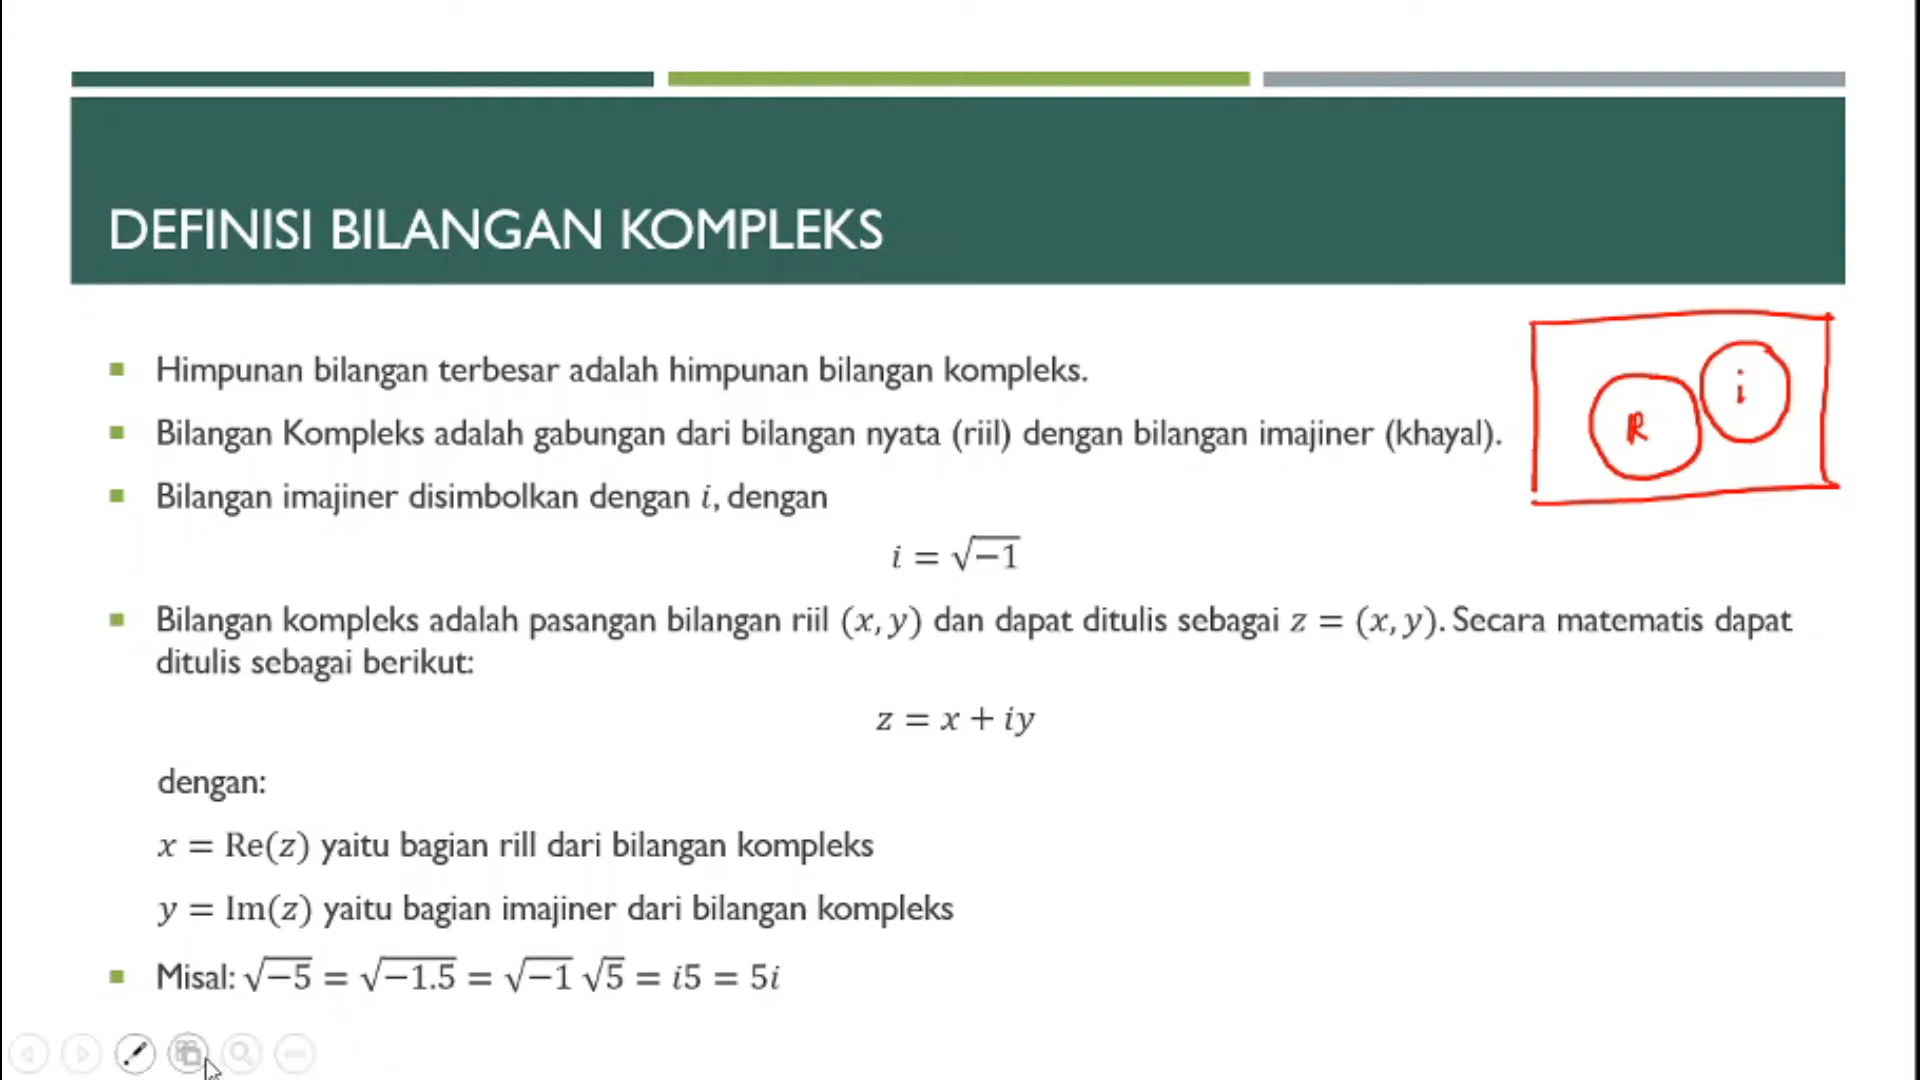 DEFINISI BILANGAN KOMPLEKS
Himpunan bilangan terbesar adalah himpunan bilangan kompleks.
Bilangan Kompleks adalah gabungan dari bilangan nyata (riil) dengan bilangan imajiner (khayal).
R
i
Bilangan imajiner disimbolkan dengan i, dengan
i = √−1
Bilangan kompleks adalah pasangan bilangan riil (x, y) dan dapat ditulis sebagai z = (x, y). Secara matematis dapat
ditulis sebagai berikut:
z = x + iy
dengan:
x = Re(z) yaitu bagian rill dari bilangan kompleks
y = Im(z) yaitu bagian imajiner dari bilangan kompleks
Misal: √−5 = √−1.5 = √−1 √5 = i5 = 5i